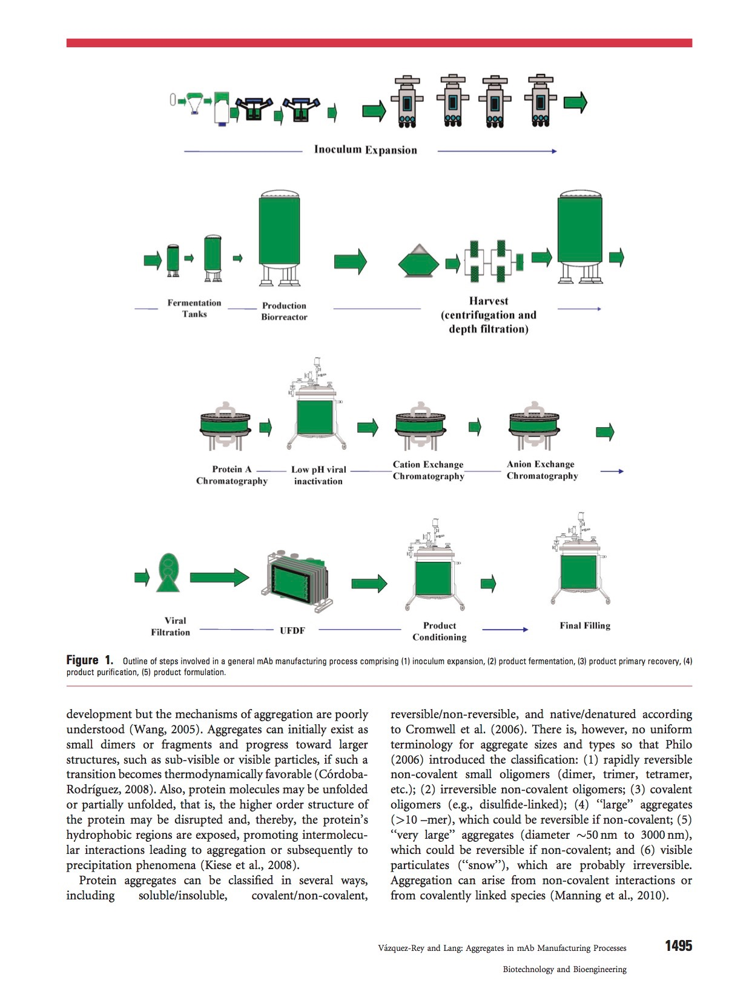 Inoculum Expansion
Fermentation
Tanks
Production
Biorreactor
Harvest
(centrifugation and
depth filtration)
Protein A
Chromatography
Low pH viral
inactivation
Cation Exchange
Chromatography
Anion Exchange
Chromatography
Viral
Filtration
UFDF
Product
Conditioning
Final Filling
Figure 1. Outline of steps involved in a general mAb manufacturing process comprising (1) inoculum expansion, (2) product fermentation, (3) product primary recovery, (4)
product purification, (5) product formulation.
development but the mechanisms of aggregation are poorly
understood (Wang, 2005). Aggregates can initially exist as
small dimers or fragments and progress toward larger
structures, such as sub-visible or visible particles, if such a
transition becomes thermodynamically favorable (Córdoba-
Rodríguez, 2008). Also, protein molecules may be unfolded
or partially unfolded, that is, the higher order structure of
the protein may be disrupted and, thereby, the protein's
hydrophobic regions are exposed, promoting intermolecu-
lar interactions leading to aggregation or subsequently to
precipitation phenomena (Kiese et al., 2008).
Protein aggregates can be classified in several ways,
including soluble/insoluble, covalent/non-covalent,
reversible/non-reversible, and native/denatured according
to Cromwell et al. (2006). There is, however, no uniform
terminology for aggregate sizes and types so that Philo
(2006) introduced the classification: (1) rapidly reversible
non-covalent small oligomers (dimer, trimer, tetramer,
etc.); (2) irreversible non-covalent oligomers; (3) covalent
oligomers (e.g., disulfide-linked); (4) "large" aggregates
(>10 –mer), which could be reversible if non-covalent; (5)
"very large" aggregates (diameter ~50 nm to 3000 nm),
which could be reversible if non-covalent; and (6) visible
particulates ("snow"), which are probably irreversible.
Aggregation can arise from non-covalent interactions or
from covalently linked species (Manning et al., 2010).
Vázquez-Rey and Lang: Aggregates in mAb Manufacturing Processes 1495
Biotechnology and Bioengineering